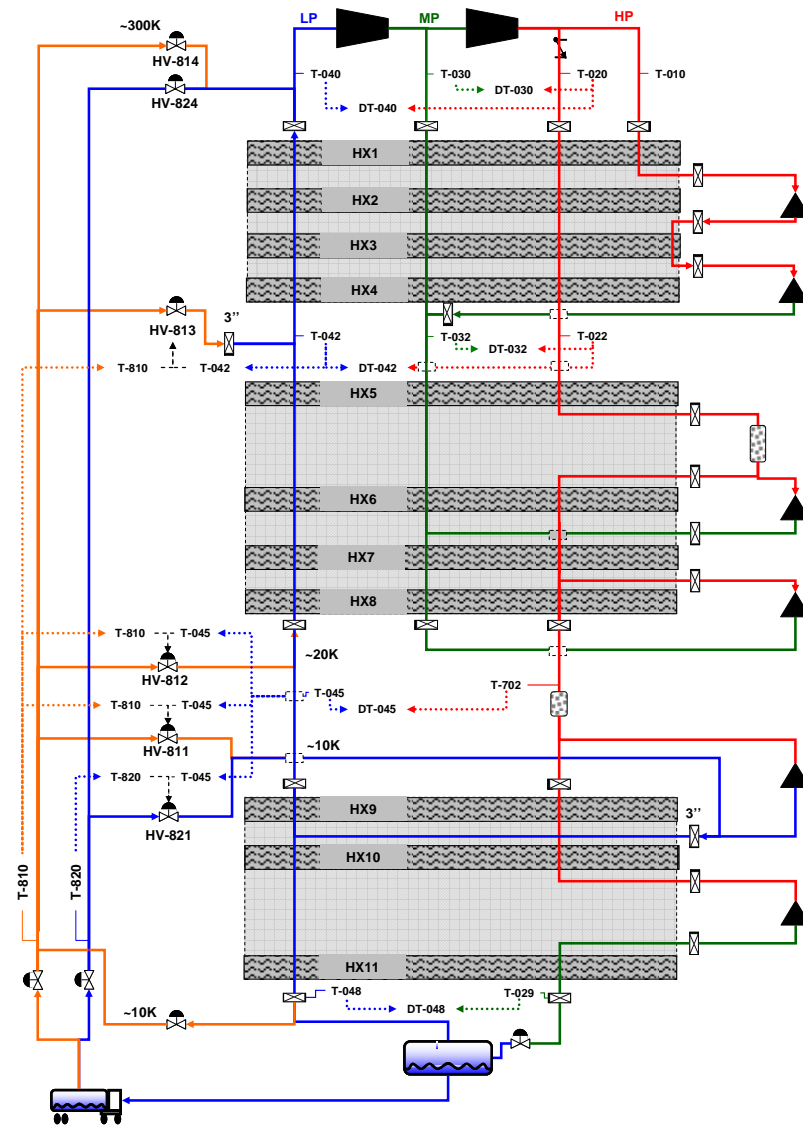 LP
MP
HP
~300K
HV-814
HV-824
T-040
T-030
T-020
T-010
DT-030
DT-040
HX1
HX2
HX3
HX4
HV-813
3’’
T-042
T-032
T-022
DT-032
T-810
T-042
DT-042
HX5
HX6
HX7
HX8
T-810
T-045
HV-812
~20K
T-702
T-045
T-810
T-045
DT-045
HV-811
~10K
T-820
T-045
HV-821
HX9
3’’
HX10
T-810
T-820
HX11
T-048
T-029
~10K
DT-048